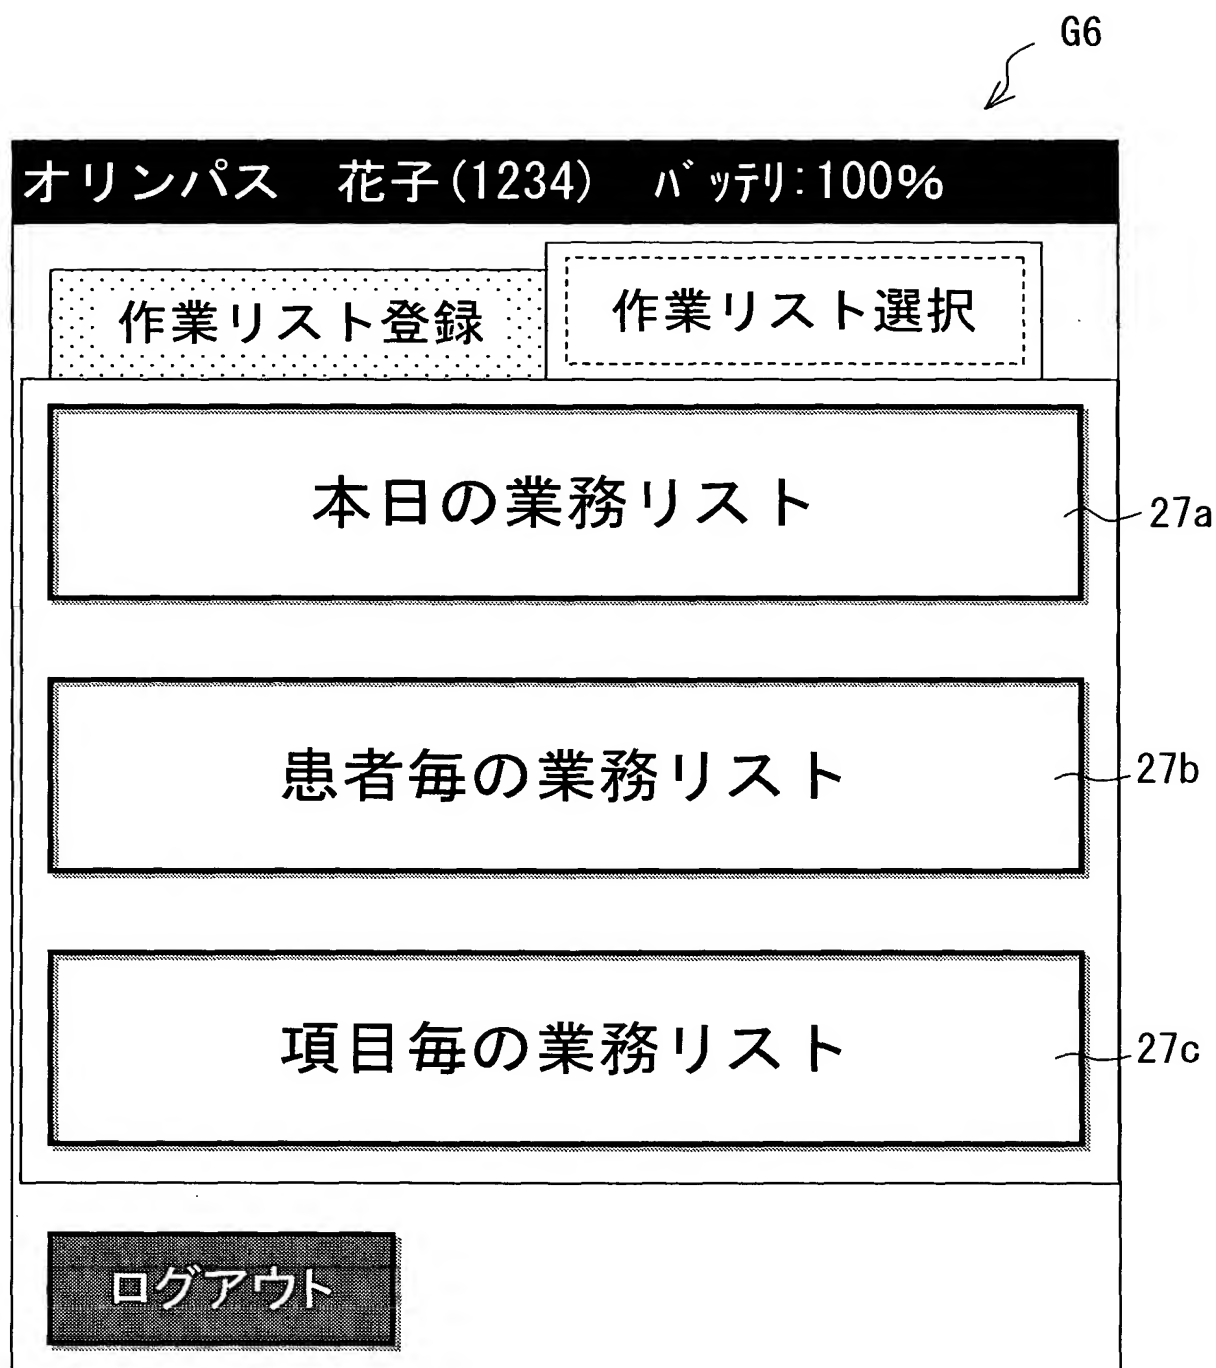 G6
オリンパス　花子(1234)　バッテリ:100%
作業リスト登録
作業リスト選択
本日の業務リスト
27a
患者毎の業務リスト
27b
項目毎の業務リスト
27c
ログアウト